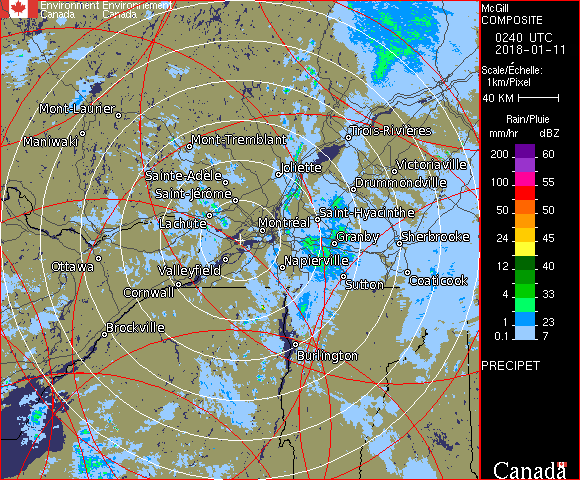 Environment Environnement
Canada Canada
McGill
COMPOSITE
0240 UTC
2018-01-11
Scale/Échelle:
1km/Pixel
40 KM
Rain/Pluie
mm/hr dBZ
200 60
100 55
50 50
24 45
12 40
4 33
1 23
0.1 7
PRECIPET
Mont-Laurier
Maniwaki
Mont-Tremblant
Trois-Rivières
Joliette
Victoriaville
Sainte-Adèle
Drummondville
Saint-Jérôme
Saint-Hyacinthe
Lachute
Montréal
Granby
Sherbrooke
Ottawa
Valleyfield
Napierville
Sutton
Coaticook
Cornwall
Brockville
Burlington
Canada